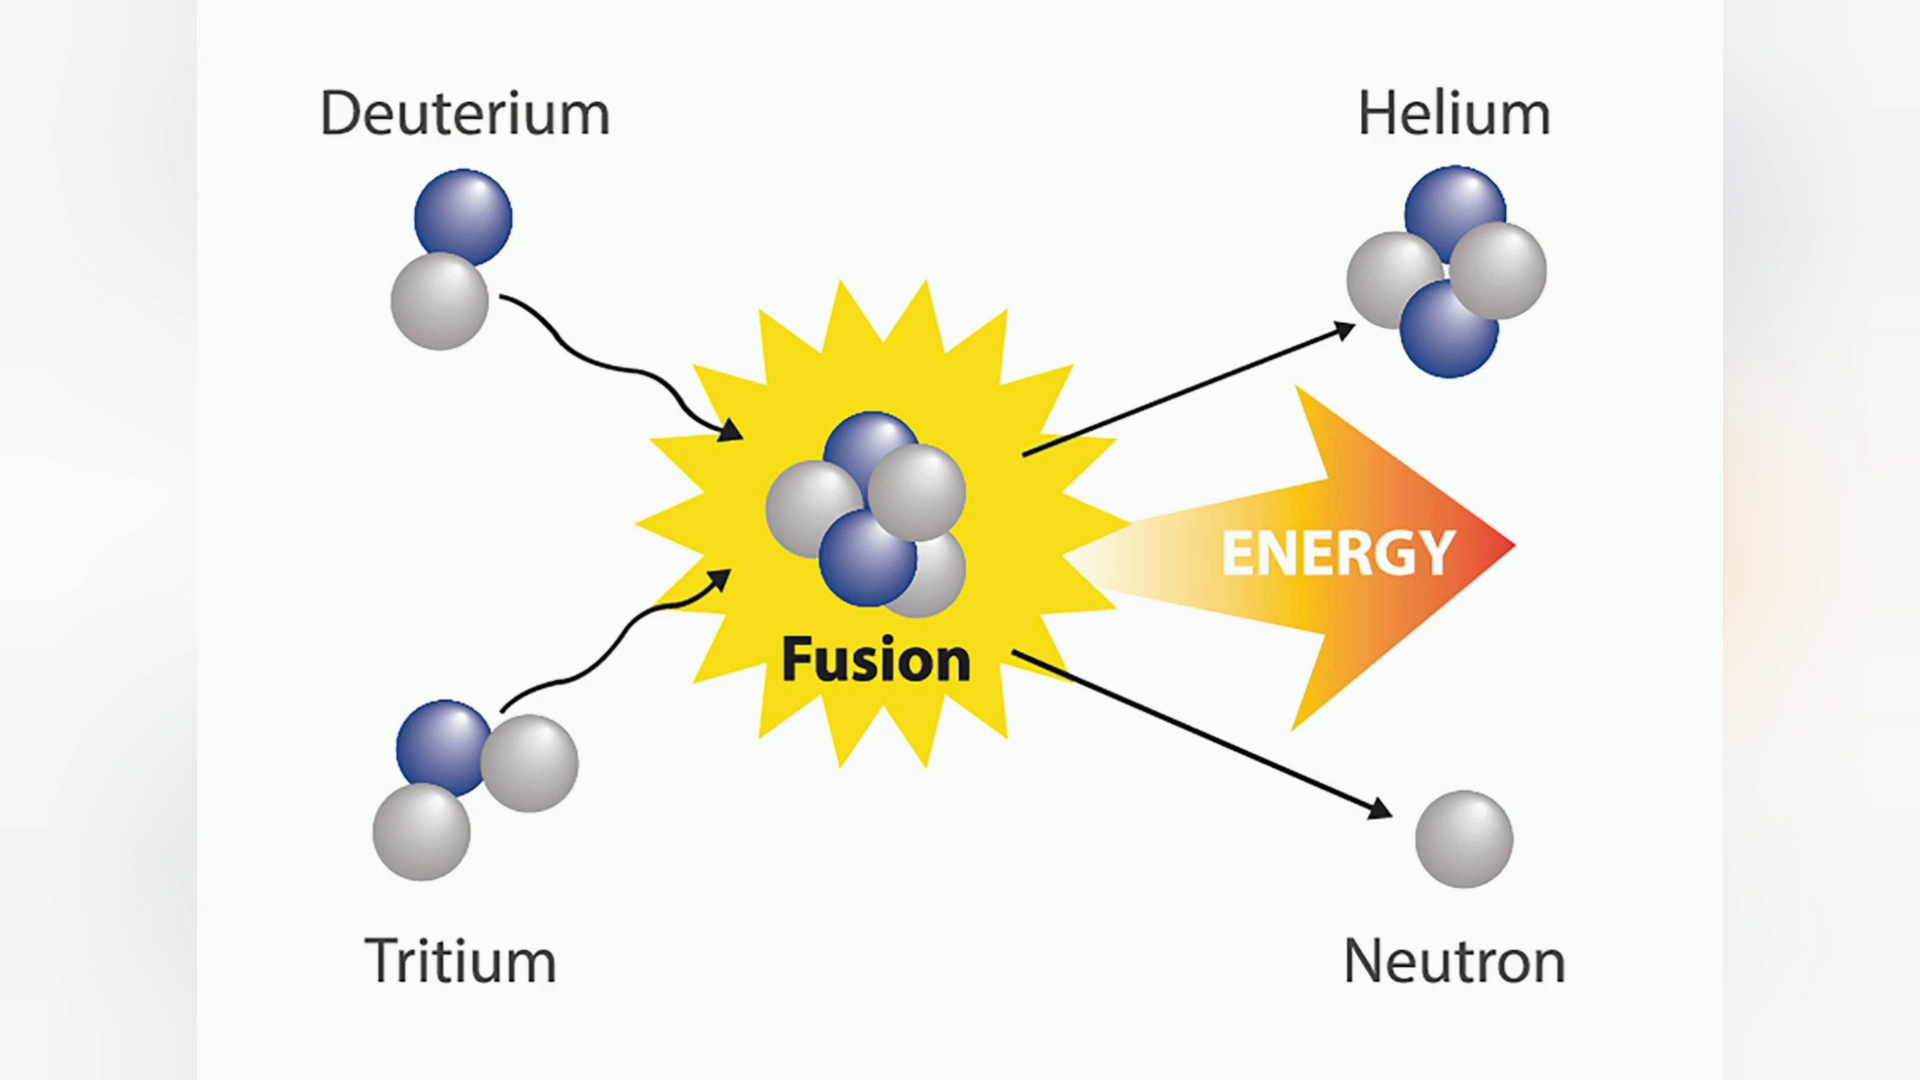 Deuterium
Helium
ENERGY
Fusion
Tritium
Neutron